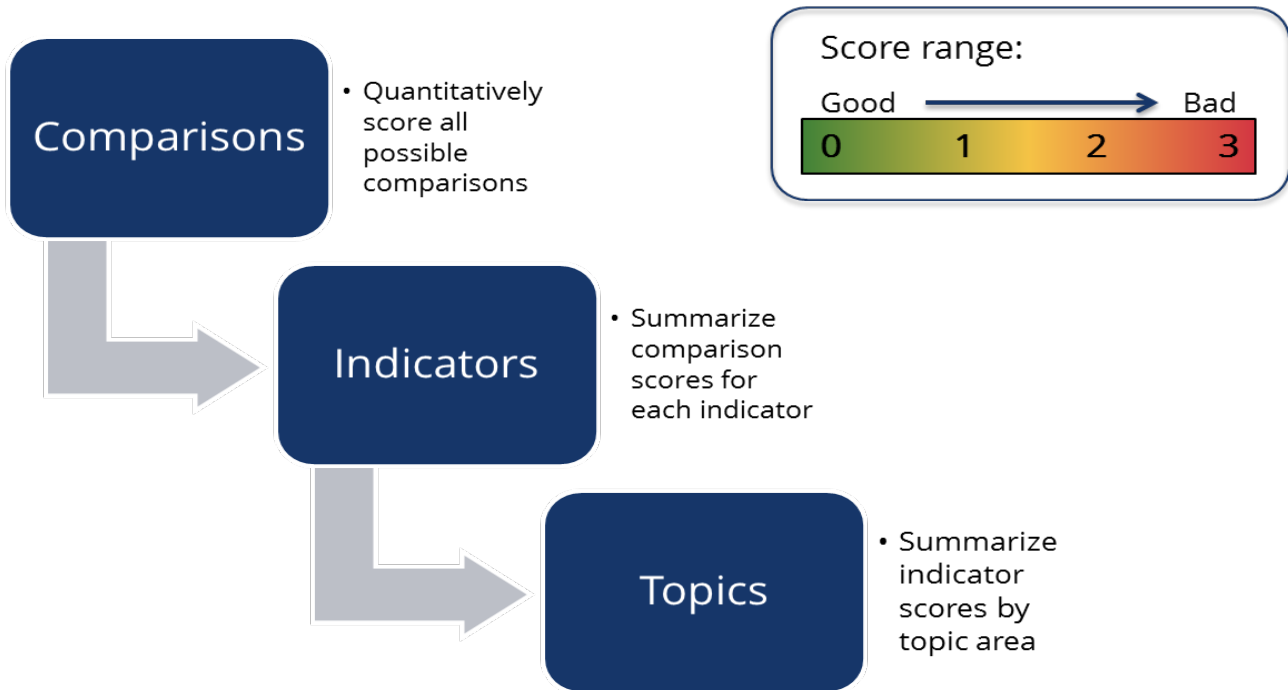 Comparisons
• Quantitatively
score all
possible
comparisons
Score range:
Good Bad
0 1 2 3
Indicators
• Summarize
comparison
scores for
each indicator
Topics
• Summarize
indicator
scores by
topic area